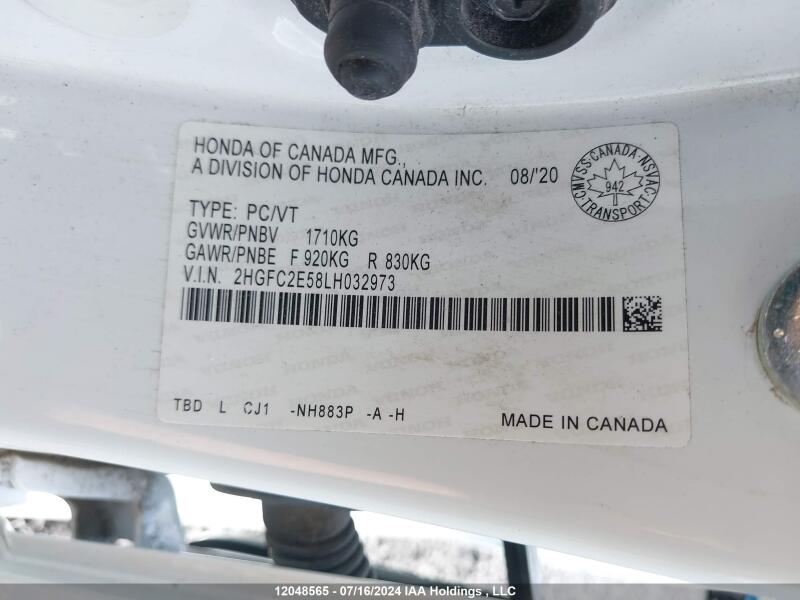 HONDA OF CANADA MFG.,
A DIVISION OF HONDA CANADA INC. 08/'20
CMVSS·CANADA·NSVAC
942
TRANSPORT
TYPE: PC/VT
GVWR/PNBV 1710KG
GAWR/PNBE F 920KG R 830KG
V.I.N. 2HGFC2E58LH032973
TBD L CJ1 -NH883P -A -H
MADE IN CANADA
12048565 - 07/16/2024 IAA Holdings , LLC